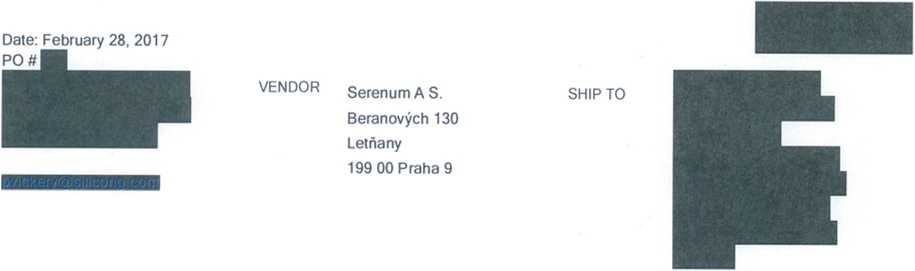 Date: February 28, 2017
PO #
VENDOR
Serenum A S.
Beranových 130
Letňany
199 00 Praha 9
SHIP TO